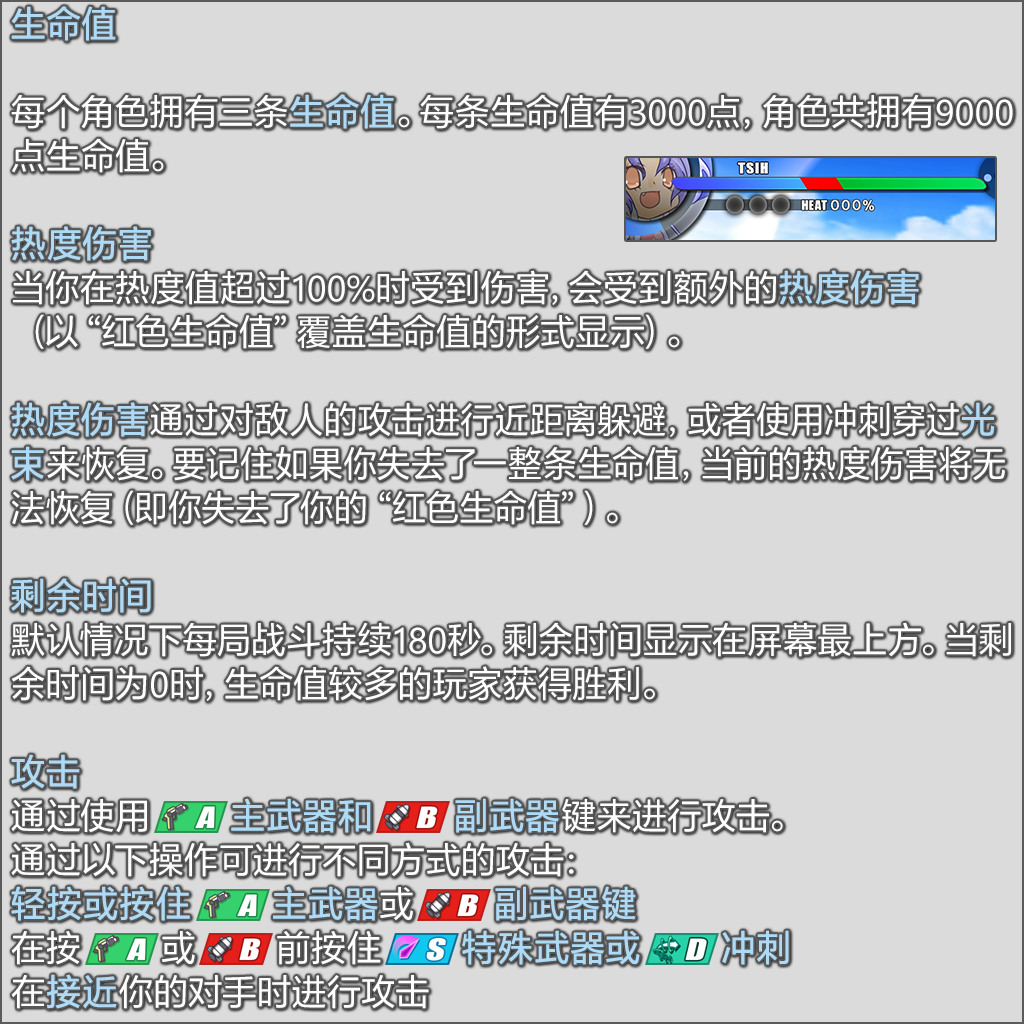 生命值
每个角色拥有三条生命值。每条生命值有3000点, 角色共拥有9000
点生命值。
TSIH
HEAT 000%
热度伤害
当你在热度值超过100%时受到伤害, 会受到额外的热度伤害
(以 “红色生命值” 覆盖生命值的形式显示) 。
热度伤害通过对敌人的攻击进行近距离躲避, 或者使用冲刺穿过光
束来恢复。要记住如果你失去了一整条生命值, 当前的热度伤害将无
法恢复 (即你失去了你的 “红色生命值” ) 。
剩余时间
默认情况下每局战斗持续180秒。剩余时间显示在屏幕最上方。当剩
余时间为0时, 生命值较多的玩家获得胜利。
攻击
通过使用 A 主武器和 B 副武器键来进行攻击。
通过以下操作可进行不同方式的攻击:
轻按或按住 A 主武器或 B 副武器键
在按 A 或 B 前按住 S 特殊武器或 D 冲刺
在接近你的对手时进行攻击